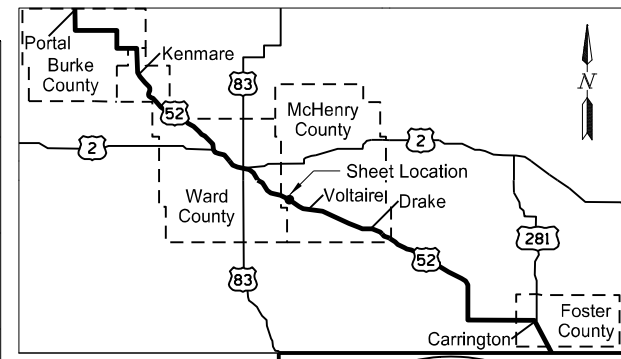 Portal
Burke
County
Kenmare
83
52
McHenry
County
N
2
2
Sheet Location
Ward
County
Voltaire
Drake
281
52
83
Foster
County
Carrington